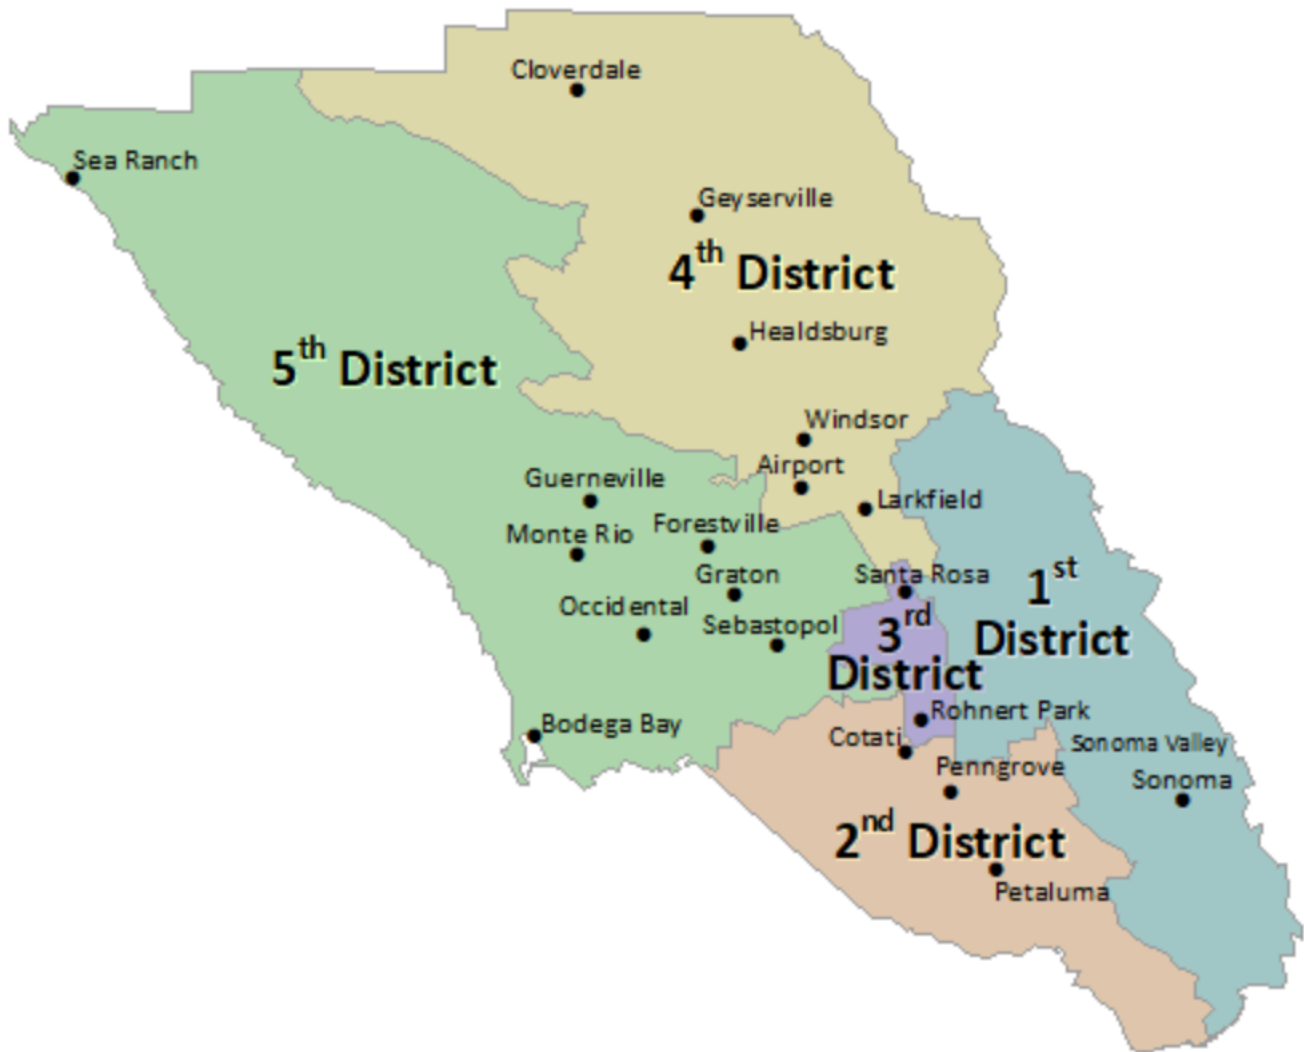 Cloverdale
Sea Ranch
Geyserville
4th District
Healdsburg
5th District
Windsor
Airport
Guerneville
Larkfield
Forestville
Monte Rio
Graton
Santa Rosa
1st
District
Occidental
Sebastopol
3rd
District
Rohnert Park
Bodega Bay
Cotati
Sonoma Valley
Penngrove
Sonoma
2nd District
Petaluma